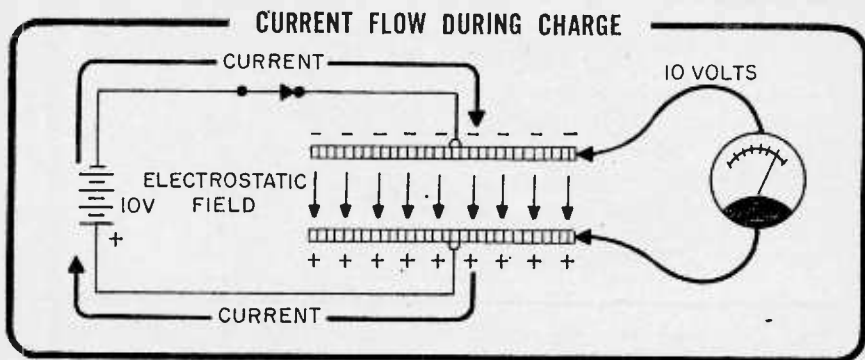 CURRENT FLOW DURING CHARGE
CURRENT
10 VOLTS
− − − − − − − − −
ELECTROSTATIC
FIELD
10V
+
+ + + + + + + + +
CURRENT